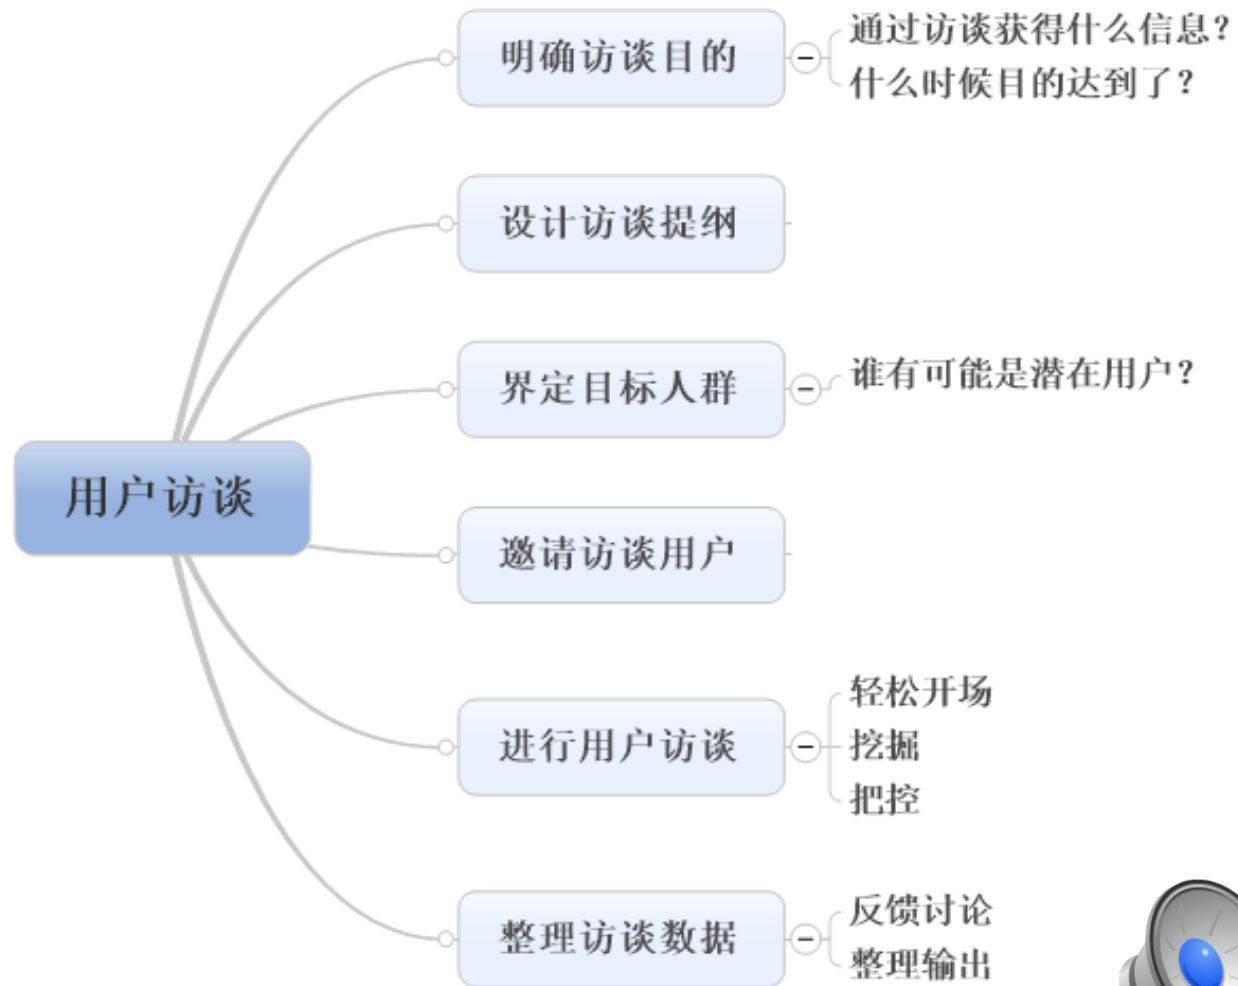 用户访谈
明确访谈目的
通过访谈获得什么信息？
什么时候目的达到了？
设计访谈提纲
界定目标人群
谁有可能是潜在用户？
邀请访谈用户
进行用户访谈
轻松开场
挖掘
把控
整理访谈数据
反馈讨论
整理输出